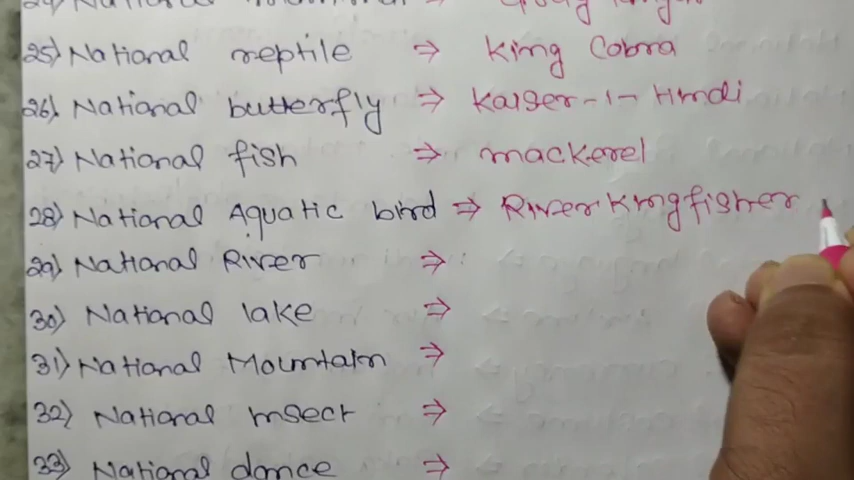 25) National reptile ⇒ King Cobra
26) National butterfly ⇒ Kaiser-i-Hindi
27) National fish ⇒ mackerel
28) National Aquatic bird ⇒ River Kingfisher
29) National River ⇒
30) National lake ⇒
31) National Mountain ⇒
32) National insect ⇒
33) National dance ⇒